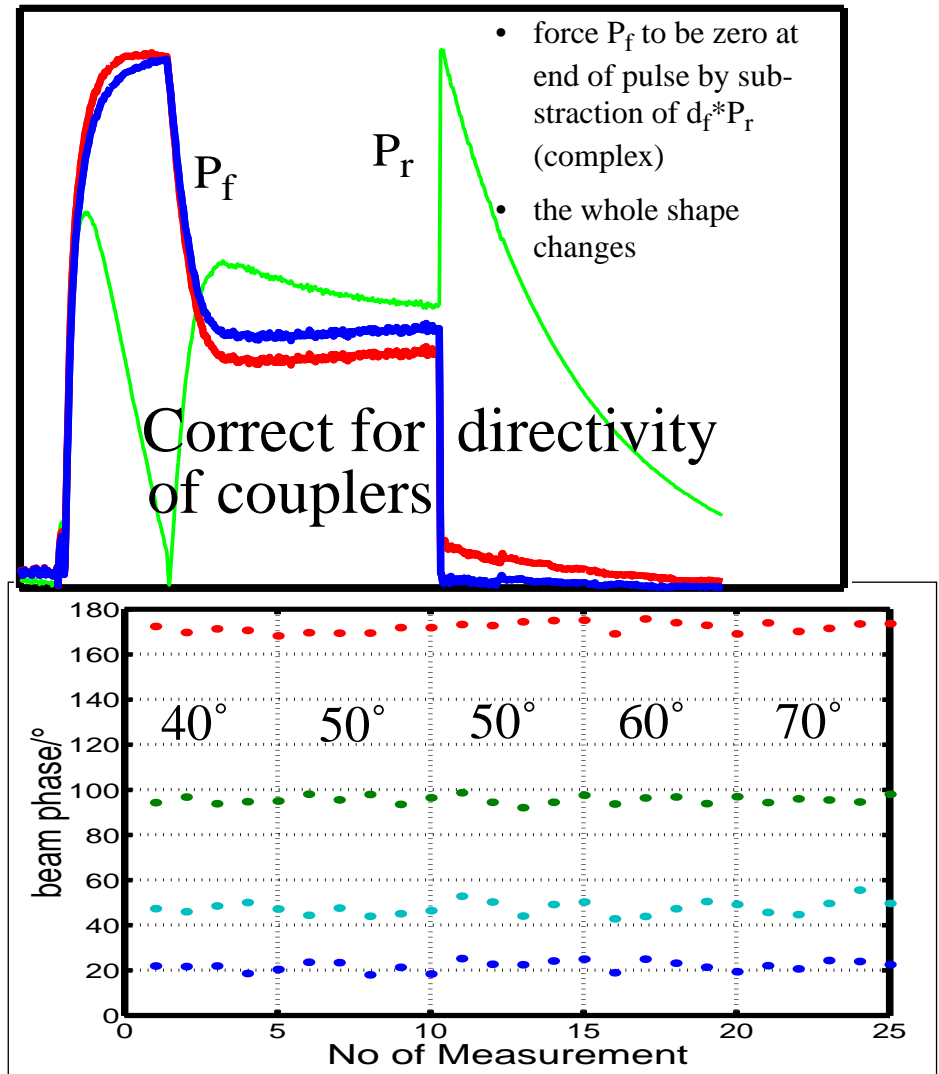 • force P_f to be zero at
end of pulse by sub-
straction of d_f*P_r
(complex)
• the whole shape
changes
P_f
P_r
Correct for directivity
of couplers
180
160
140
120
100
80
60
40
20
0
beam phase/°
40° 50° 50° 60° 70°
0 5 10 15 20 25
No of Measurement